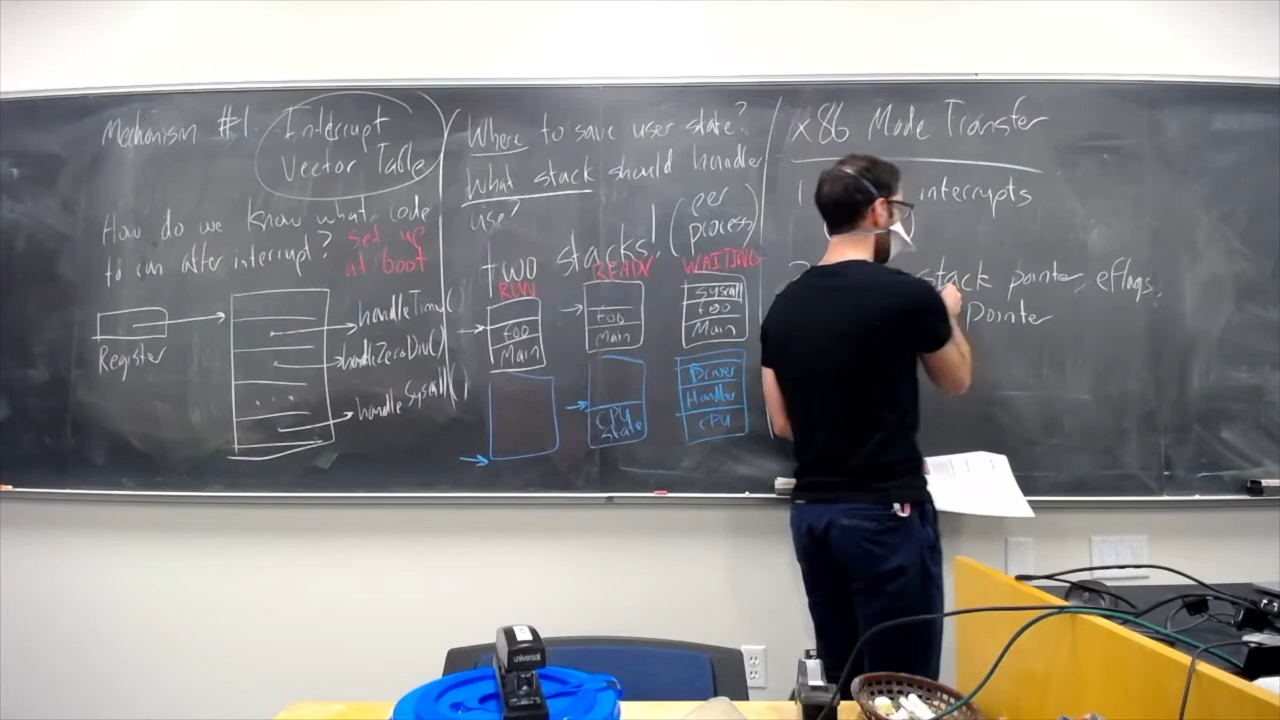 Mechanism #1.
Interrupt
Vector Table
How do we know what code
to run after interrupt?
set up
at boot
Register
handleTimer()
handleZeroDiv()
handleSyscall()
Where to save user state?
What stack should handler
use?
Two stacks! (per
process)
RUN
foo
Main
READY
foo
Main
CPU
State
WAITING
syscall
foo
Main
Driver
Handler
CPU
x86 Mode Transfer
1
interrupts
2
stack pointer, eflags,
pointer
universal